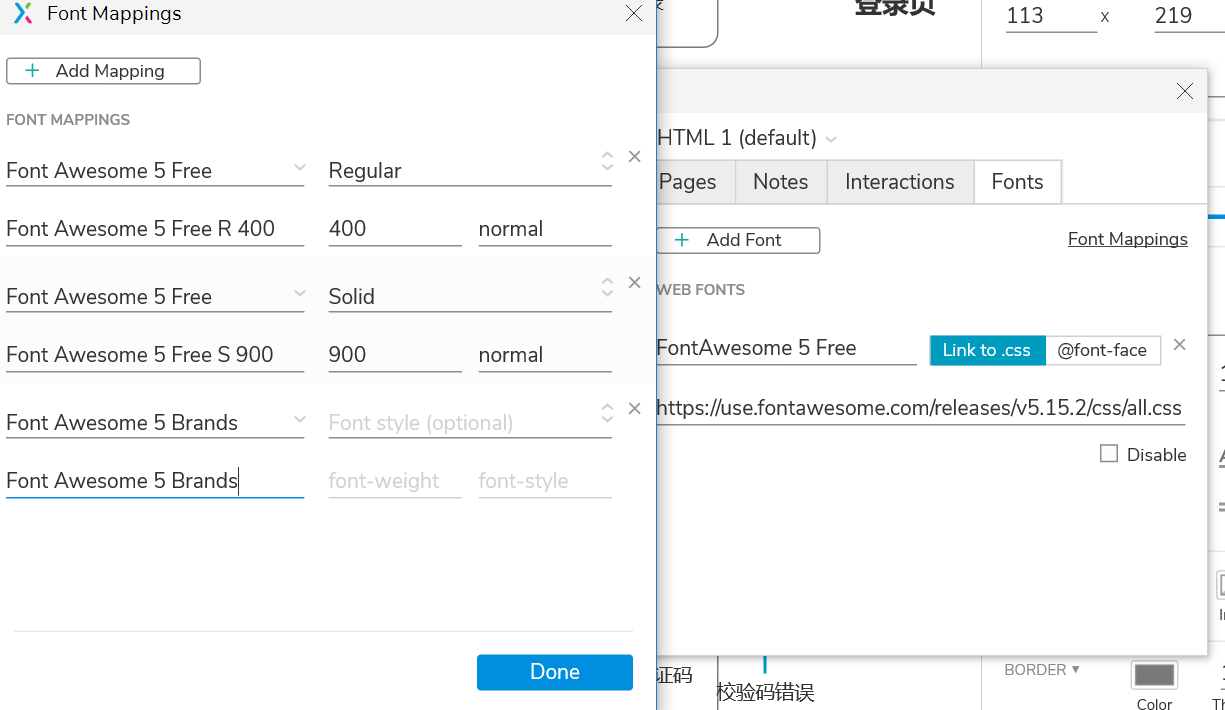 Font Mappings
Add Mapping
FONT MAPPINGS
Font Awesome 5 Free Regular
Font Awesome 5 Free R 400 400 normal
Font Awesome 5 Free Solid
Font Awesome 5 Free S 900 900 normal
Font Awesome 5 Brands Font style (optional)
Font Awesome 5 Brands font-weight font-style
Done
登录页
113 x 219
HTML 1 (default)
Pages Notes Interactions Fonts
Add Font Font Mappings
WEB FONTS
FontAwesome 5 Free Link to .css @font-face
https://use.fontawesome.com/releases/v5.15.2/css/all.css
Disable
证码
校验码错误
BORDER
Color